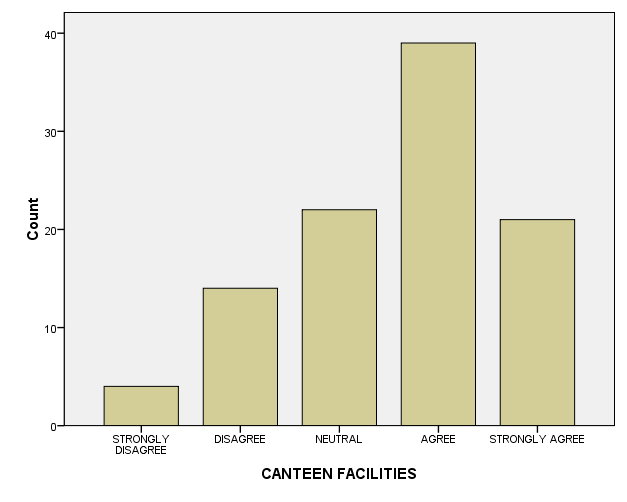 40
30
20
10
0
Count
STRONGLY
DISAGREE
DISAGREE
NEUTRAL
AGREE
STRONGLY AGREE
CANTEEN FACILITIES